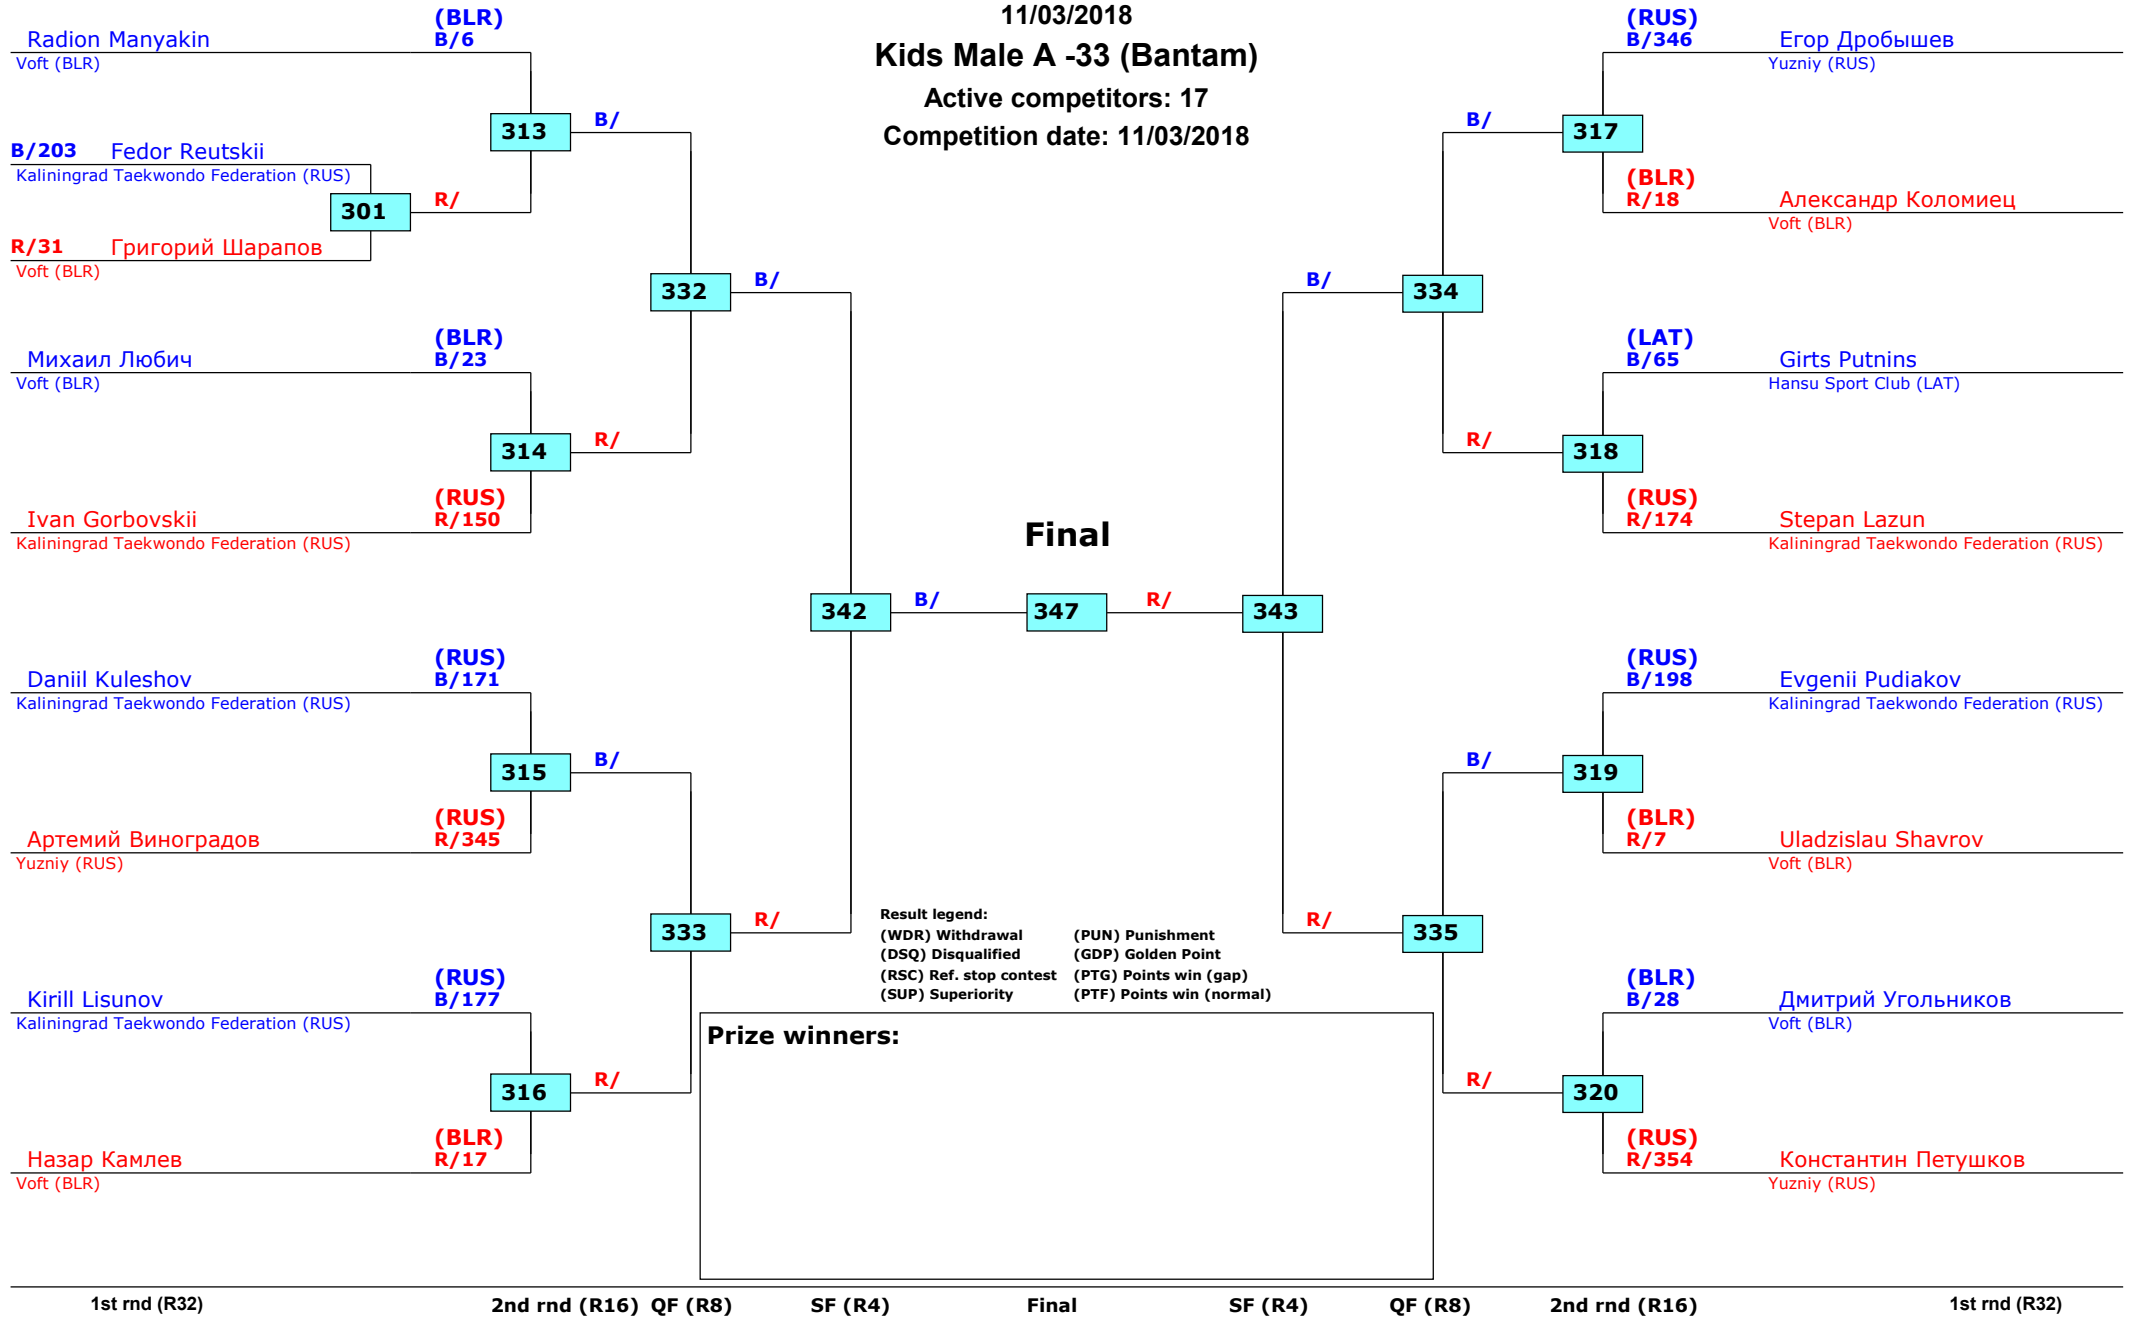 11/03/2018
Kids Male A -33 (Bantam)
Active competitors: 17
Competition date: 11/03/2018
(BLR)
Radion Manyakin B/6
Voft (BLR)
313 B/
B/203 Fedor Reutskii
Kaliningrad Taekwondo Federation (RUS)
301 R/
R/31 Григорий Шарапов
Voft (BLR)
332 B/
(BLR)
Михаил Любич B/23
Voft (BLR)
314 R/
(RUS)
Ivan Gorbovskii R/150
Kaliningrad Taekwondo Federation (RUS)
(RUS)
Daniil Kuleshov B/171
Kaliningrad Taekwondo Federation (RUS)
315 B/
(RUS)
Артемий Виноградов R/345
Yuzniy (RUS)
333 R/
(RUS)
Kirill Lisunov B/177
Kaliningrad Taekwondo Federation (RUS)
316 R/
(BLR)
Назар Камлев R/17
Voft (BLR)
Final
342 B/ 347 R/ 343
(RUS)
B/346 Егор Дробышев
Yuzniy (RUS)
B/ 317
(BLR)
R/18 Александр Коломиец
Voft (BLR)
B/ 334
(LAT)
B/65 Girts Putnins
Hansu Sport Club (LAT)
R/ 318
(RUS)
R/174 Stepan Lazun
Kaliningrad Taekwondo Federation (RUS)
(RUS)
B/198 Evgenii Pudiakov
Kaliningrad Taekwondo Federation (RUS)
B/ 319
(BLR)
R/7 Uladzislau Shavrov
Voft (BLR)
R/ 335
(BLR)
B/28 Дмитрий Угольников
Voft (BLR)
R/ 320
(RUS)
R/354 Константин Петушков
Yuzniy (RUS)
Result legend:
(WDR) Withdrawal (PUN) Punishment
(DSQ) Disqualified (GDP) Golden Point
(RSC) Ref. stop contest (PTG) Points win (gap)
(SUP) Superiority (PTF) Points win (normal)
Prize winners:
1st rnd (R32) 2nd rnd (R16) QF (R8) SF (R4) Final SF (R4) QF (R8) 2nd rnd (R16) 1st rnd (R32)